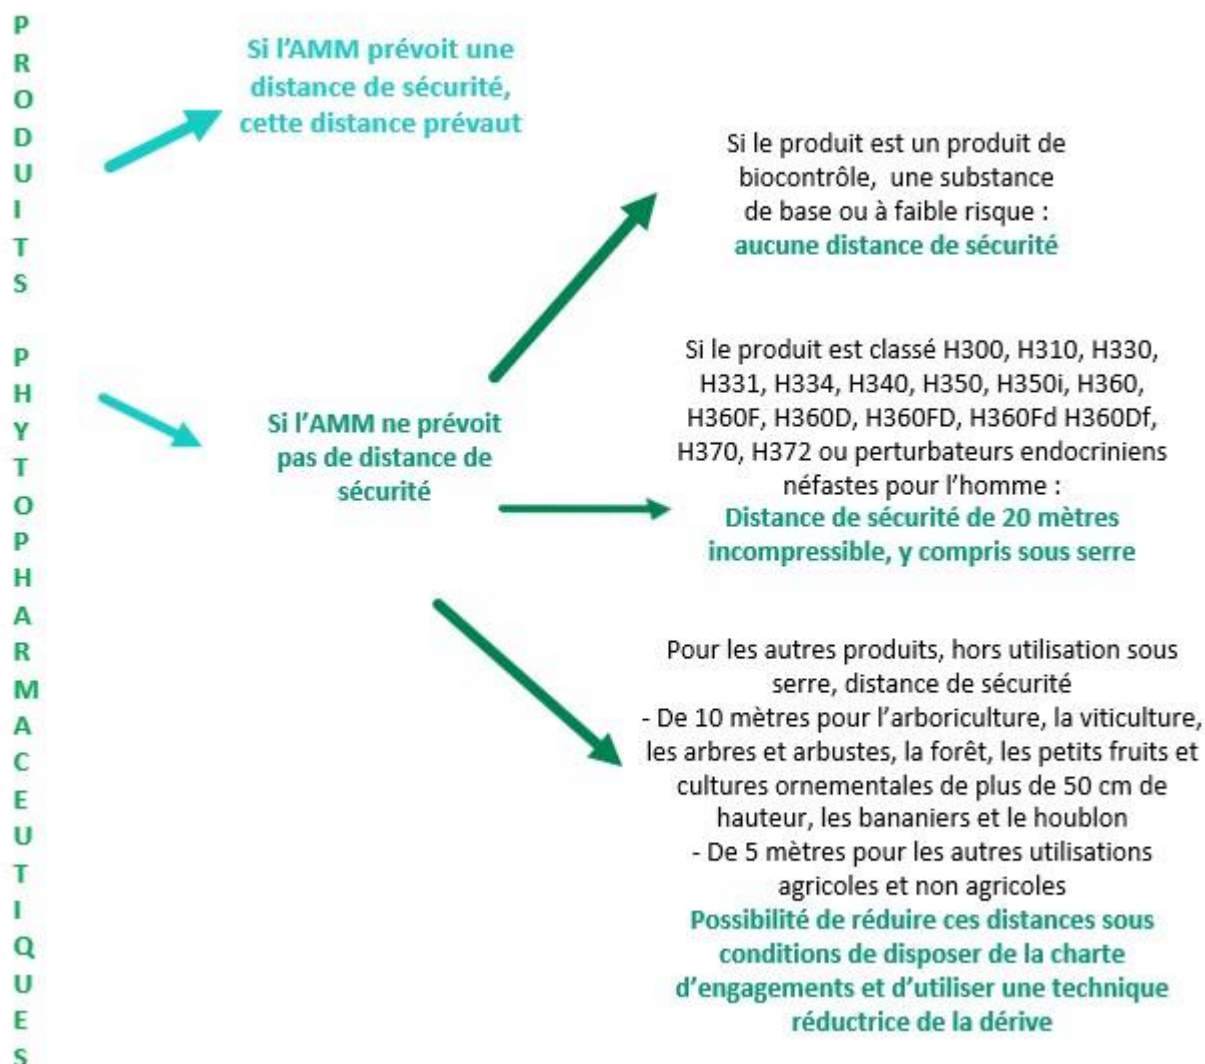 PRODUITS PHYTOPHARMACEUTIQUES
Si l'AMM prévoit une
distance de sécurité,
cette distance prévaut
Si l'AMM ne prévoit
pas de distance de
sécurité
Si le produit est un produit de
biocontrôle, une substance
de base ou à faible risque :
aucune distance de sécurité
Si le produit est classé H300, H310, H330,
H331, H334, H340, H350, H350i, H360,
H360F, H360D, H360FD, H360Fd H360Df,
H370, H372 ou perturbateurs endocriniens
néfastes pour l'homme :
Distance de sécurité de 20 mètres
incompressible, y compris sous serre
Pour les autres produits, hors utilisation sous
serre, distance de sécurité
- De 10 mètres pour l'arboriculture, la viticulture,
les arbres et arbustes, la forêt, les petits fruits et
cultures ornementales de plus de 50 cm de
hauteur, les bananiers et le houblon
- De 5 mètres pour les autres utilisations
agricoles et non agricoles
Possibilité de réduire ces distances sous
conditions de disposer de la charte
d'engagements et d'utiliser une technique
réductrice de la dérive